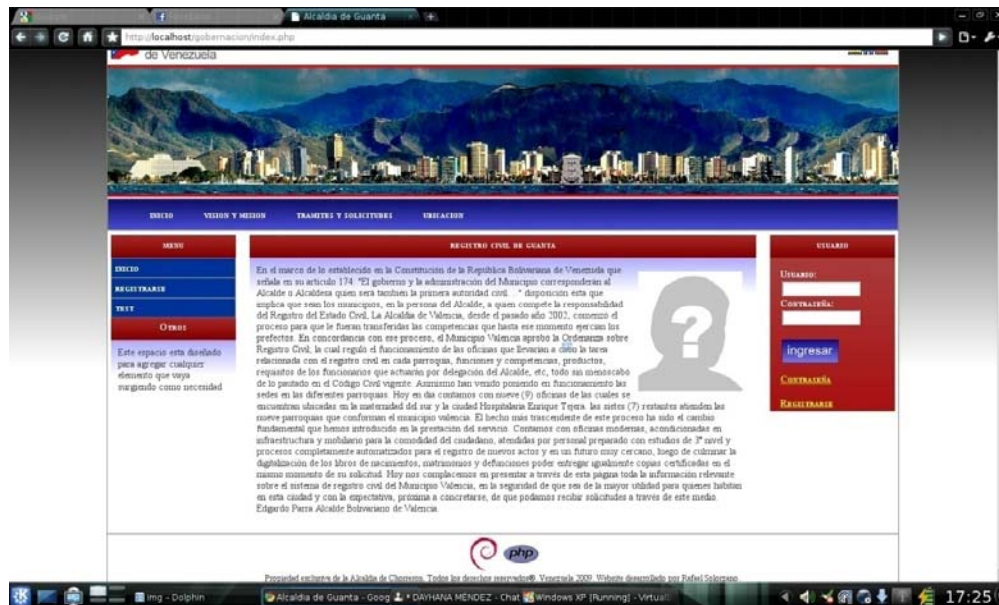 Facebook
Alcaldia de Guanta
http://localhost/gobernacion/index.php
de Venezuela
INICIO VISION Y MISION TRAMITES Y SOLICITUDES UBICACION
MENU
INICIO
REGISTRARSE
TEST
OTROS
Este espacio esta diseñado
para agregar cualquier
elemento que vaya
surgiendo como necesidad
REGISTRO CIVIL DE GUANTA
En el marco de lo establecido en la Constitución de la República Bolivariana de Venezuela que
señala en su articulo 174: "El gobierno y la administración del Municipio corresponderan al
Alcalde o Alcaldesa quien será tambien la primera autoridad civil..." disposición esta que
implica que sean los municipos, en la persona del Alcalde, a quien compete la responsabilidad
del Registro del Estado Civil, La Alcaldia de Valencia, desde el pasado año 2002, comenzó el
proceso para que le fueran transferidas las competencias que hasta ese momento ejercian los
prefectos. En concordancia con ese proceso, el Municipio Valencia aprobó la Ordenanza sobre
Registro Civil, la cual reguló el funcionamiento de las oficinas que llevarian a cabo la tarea
relacionada con el registro civil en cada parroquia, funciones y competencias, productos,
requisitos de los funcionarios que actuarán por delegación del Alcalde, etc, todo sin menoscabo
de lo pautado en el Código Civil vigente. Asimismo han venido poniendo en funcionamiento las
sedes en las diferentes parroquias. Hoy en dia contamos con nueve (9) oficinas de las cuales se
encuentran ubicadas en la maternidad del sur y la ciudad Hospitalaria Enrique Tejera. las sietes (7) restantes atienden las
nueve parroquias que conforman el municipio valencia. El hecho más trascendente de este proceso ha sido el cambio
fundamental que hemos introducido en la prestación del servicio. Contamos con oficinas modernas, acondicionadas en
infraestructura y mobiliario para la comodidad del ciudadano, atendidas por personal preparado con estudios de 3º nivel y
procesos completamente automatizados para el registro de nuevos actos y en un futuro muy cercano, luego de culminar la
digitalización de los libros de nacimientos, matrimonios y defunciones poder entregar igualmente copias certificadas en el
mismo momento de su solicitud. Hoy nos complacemos en presentar a través de esta página toda la información relevante
sobre el sistema de registro civil del Municipio Valencia, en la seguridad de que sea de la mayor utilidad para quienes habitan
en esta ciudad y con la expectativa, próxima a concretarse, de que podamos recibir solicitudes a través de este medio.
Edgardo Parra Alcalde Bolivariano de Valencia.
USUARIO
USUARIO:
CONTRASEÑA:
ingresar
CONTRASEÑA
REGISTRARSE
php
Propiedad exclusiva de la Alcaldia de Chorreron. Todos los derechos reservados®. Venezuela 2009. Website desarrollado por Rafael Solorzano
img - Dolphin
Alcaldia de Guanta - Goog
DAYHANA MÉNDEZ - Chat
Windows XP [Running] - Virtual
17:25